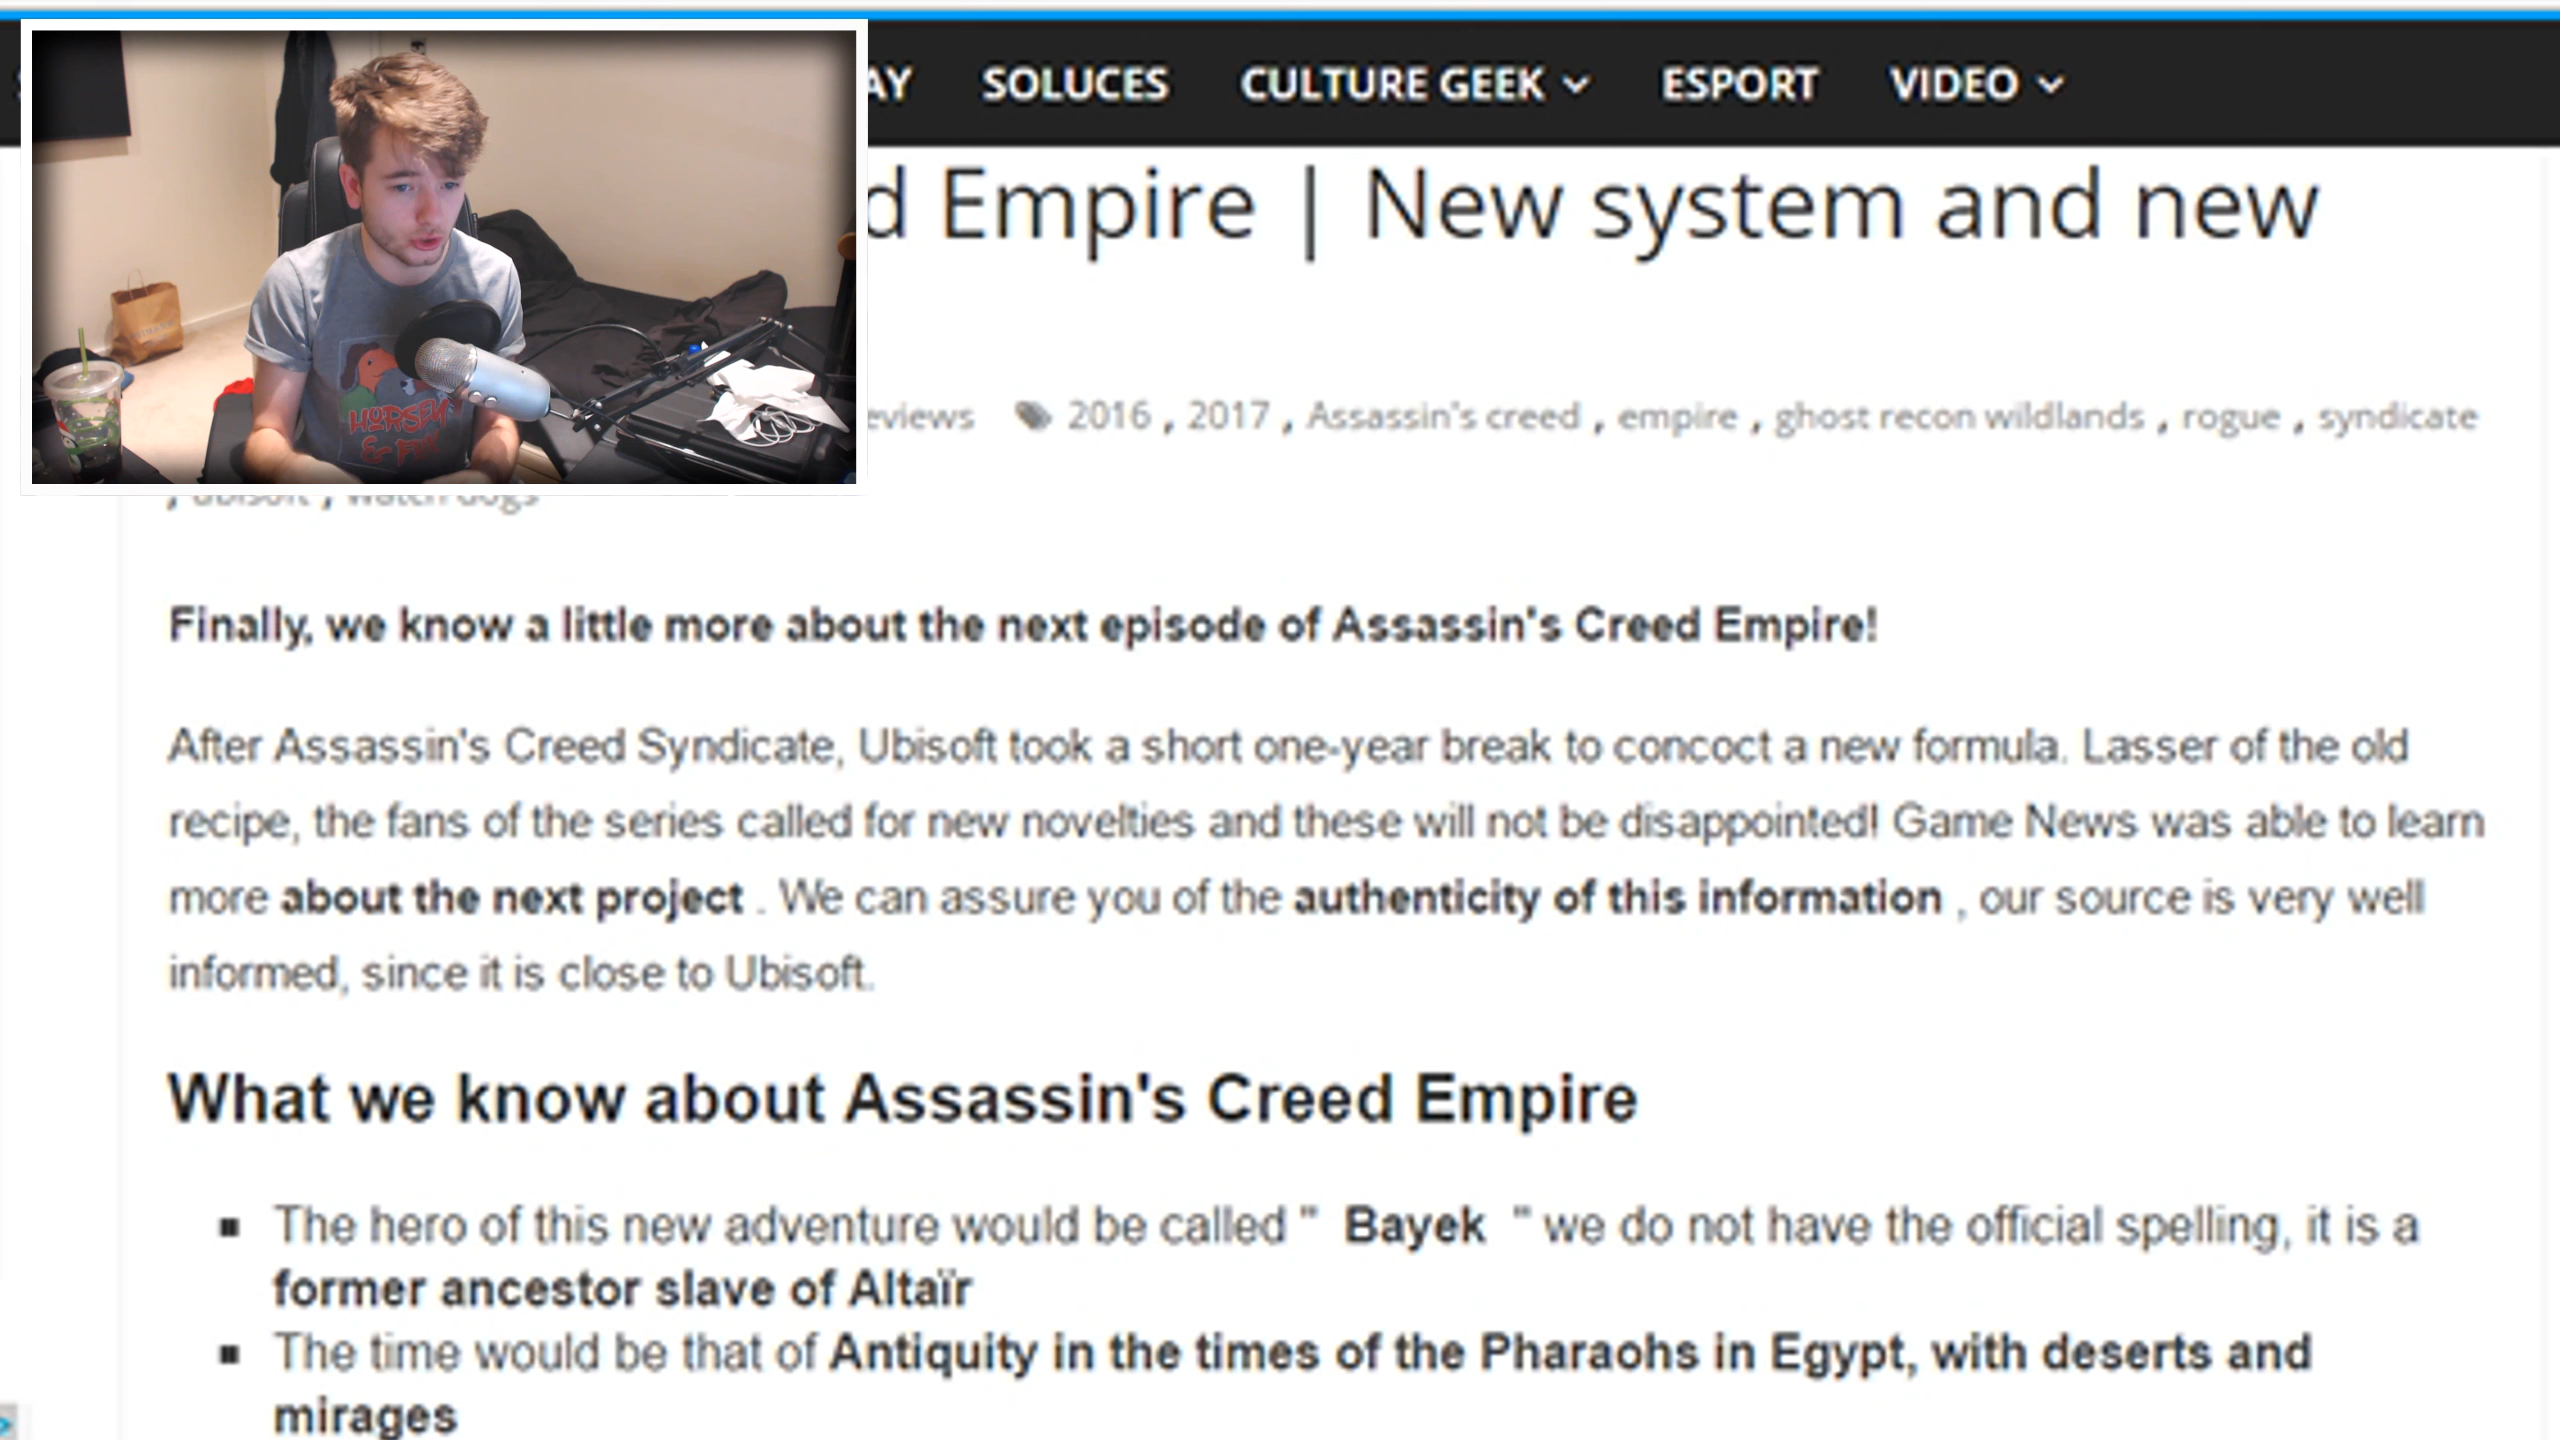 AY SOLUCES CULTURE GEEK ESPORT VIDEO
d Empire | New system and new
eviews 2016 , 2017 , Assassin's creed , empire , ghost recon wildlands , rogue , syndicate
, ubisoft , watch dogs
HORSEY
& FOX
Finally, we know a little more about the next episode of Assassin's Creed Empire!
After Assassin's Creed Syndicate, Ubisoft took a short one-year break to concoct a new formula. Lasser of the old
recipe, the fans of the series called for new novelties and these will not be disappointed! Game News was able to learn
more about the next project . We can assure you of the authenticity of this information , our source is very well
informed, since it is close to Ubisoft.
What we know about Assassin's Creed Empire
▪ The hero of this new adventure would be called " Bayek " we do not have the official spelling, it is a
former ancestor slave of Altaïr
▪ The time would be that of Antiquity in the times of the Pharaohs in Egypt, with deserts and
mirages